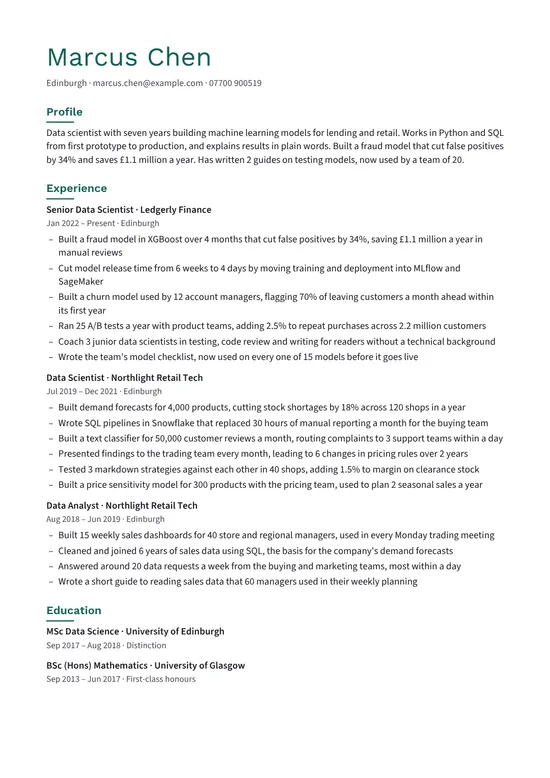 Marcus Chen
Edinburgh · marcus.chen@example.com · 07700 900519
Profile
Data scientist with seven years building machine learning models for lending and retail. Works in Python and SQL
from first prototype to production, and explains results in plain words. Built a fraud model that cut false positives
by 34% and saves £1.1 million a year. Has written 2 guides on testing models, now used by a team of 20.
Experience
Senior Data Scientist · Ledgerly Finance
Jan 2022 – Present · Edinburgh
– Built a fraud model in XGBoost over 4 months that cut false positives by 34%, saving £1.1 million a year in
manual reviews
– Cut model release time from 6 weeks to 4 days by moving training and deployment into MLflow and
SageMaker
– Built a churn model used by 12 account managers, flagging 70% of leaving customers a month ahead within
its first year
– Ran 25 A/B tests a year with product teams, adding 2.5% to repeat purchases across 2.2 million customers
– Coach 3 junior data scientists in testing, code review and writing for readers without a technical background
– Wrote the team's model checklist, now used on every one of 15 models before it goes live
Data Scientist · Northlight Retail Tech
Jul 2019 – Dec 2021 · Edinburgh
– Built demand forecasts for 4,000 products, cutting stock shortages by 18% across 120 shops in a year
– Wrote SQL pipelines in Snowflake that replaced 30 hours of manual reporting a month for the buying team
– Built a text classifier for 50,000 customer reviews a month, routing complaints to 3 support teams within a day
– Presented findings to the trading team every month, leading to 6 changes in pricing rules over 2 years
– Tested 3 markdown strategies against each other in 40 shops, adding 1.5% to margin on clearance stock
– Built a price sensitivity model for 300 products with the pricing team, used to plan 2 seasonal sales a year
Data Analyst · Northlight Retail Tech
Aug 2018 – Jun 2019 · Edinburgh
– Built 15 weekly sales dashboards for 40 store and regional managers, used in every Monday trading meeting
– Cleaned and joined 6 years of sales data using SQL, the basis for the company's demand forecasts
– Answered around 20 data requests a week from the buying and marketing teams, most within a day
– Wrote a short guide to reading sales data that 60 managers used in their weekly planning
Education
MSc Data Science · University of Edinburgh
Sep 2017 – Aug 2018 · Distinction
BSc (Hons) Mathematics · University of Glasgow
Sep 2013 – Jun 2017 · First-class honours